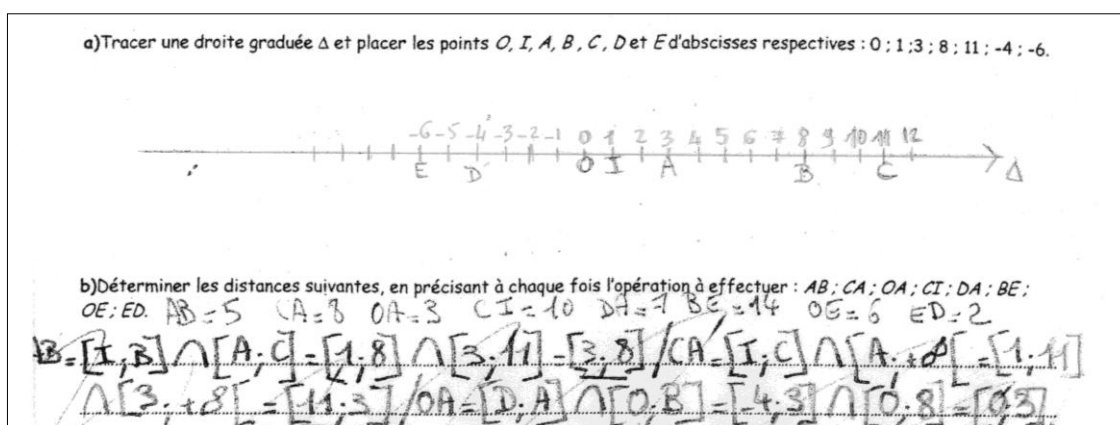 a)Tracer une droite graduée Δ et placer les points O, I, A, B, C, D et E d'abscisses respectives : 0 ; 1 ;3 ; 8 ; 11 ; -4 ; -6.
-6 -5 -4 -3 -2 -1 0 1 2 3 4 5 6 7 8 9 10 11 12
E D O I A B C Δ
b)Déterminer les distances suivantes, en précisant à chaque fois l'opération à effectuer : AB ; CA ; OA ; CI ; DA ; BE ;
OE ; ED. AB=5 CA=8 OA=3 CI=10 DA=7 BE=14 OE=6 ED=2
AB=[I;B]∩[A;C]=[1;8]∩[3;11]=[3;8]/CA=[I;C]∩[A;+∞[=[1;11]
∩[3;+∞[=[11;3]/OA=[D;A]∩[O;B]=[-4;3]∩[0;8]=[0;3]